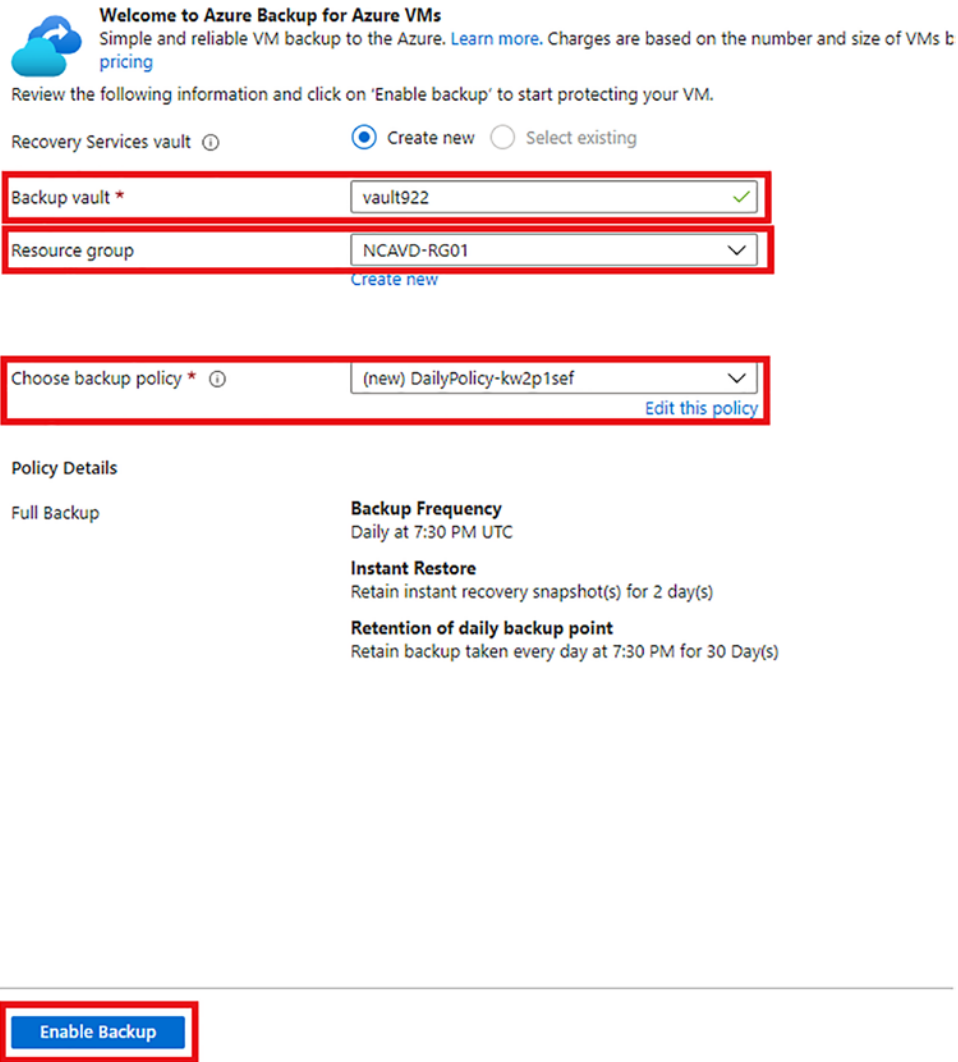 Welcome to Azure Backup for Azure VMs
Simple and reliable VM backup to the Azure. Learn more. Charges are based on the number and size of VMs b
pricing
Review the following information and click on 'Enable backup' to start protecting your VM.
Recovery Services vault Create new Select existing
Backup vault * vault922
Resource group NCAVD-RG01
Create new
Choose backup policy * (new) DailyPolicy-kw2p1sef
Edit this policy
Policy Details
Full Backup Backup Frequency
Daily at 7:30 PM UTC
Instant Restore
Retain instant recovery snapshot(s) for 2 day(s)
Retention of daily backup point
Retain backup taken every day at 7:30 PM for 30 Day(s)
Enable Backup